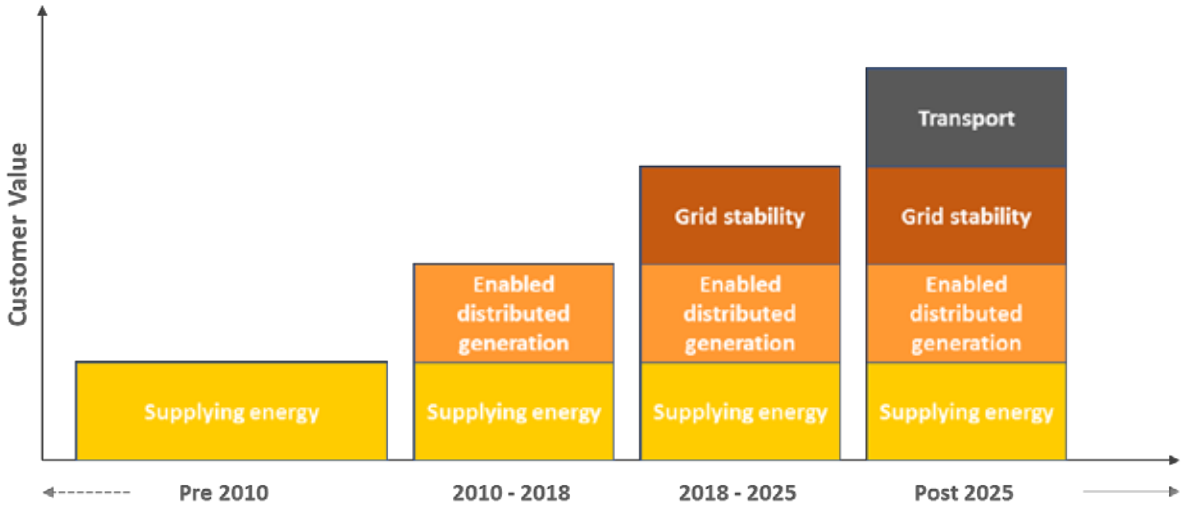 Customer Value
Transport
Grid stability
Grid stability
Enabled
distributed
generation
Enabled
distributed
generation
Enabled
distributed
generation
Supplying energy
Supplying energy
Supplying energy
Supplying energy
Pre 2010
2010 - 2018
2018 - 2025
Post 2025